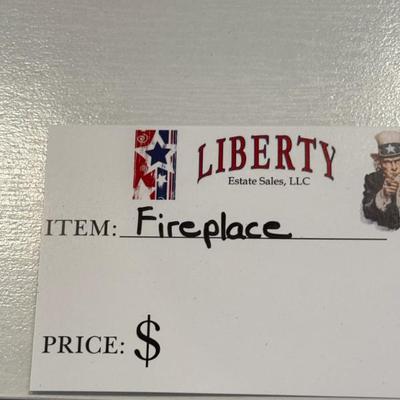 LIBERTY
Estate Sales, LLC
ITEM: Fireplace
PRICE: $